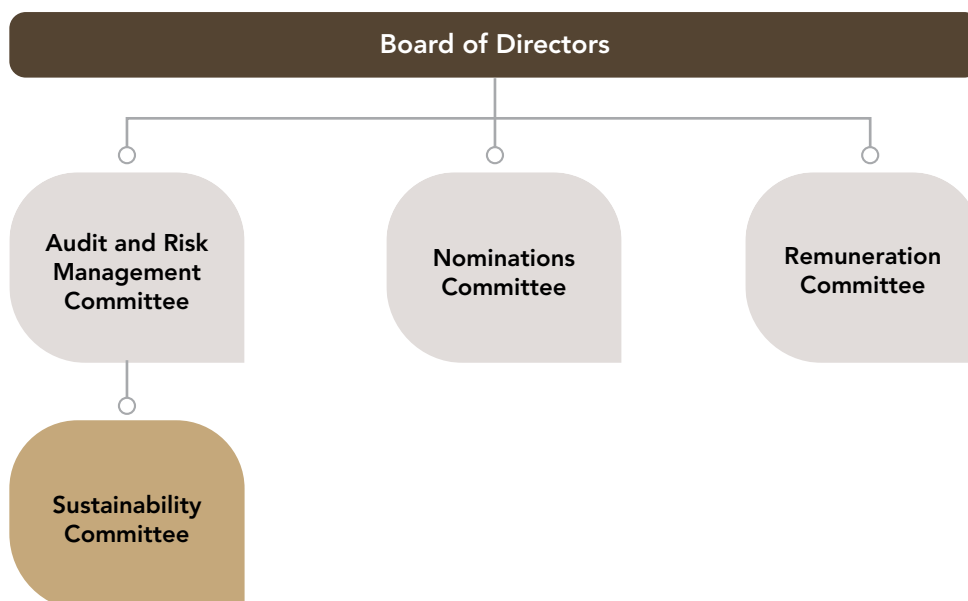 Board of Directors
Audit and Risk
Management
Committee
Nominations
Committee
Remuneration
Committee
Sustainability
Committee